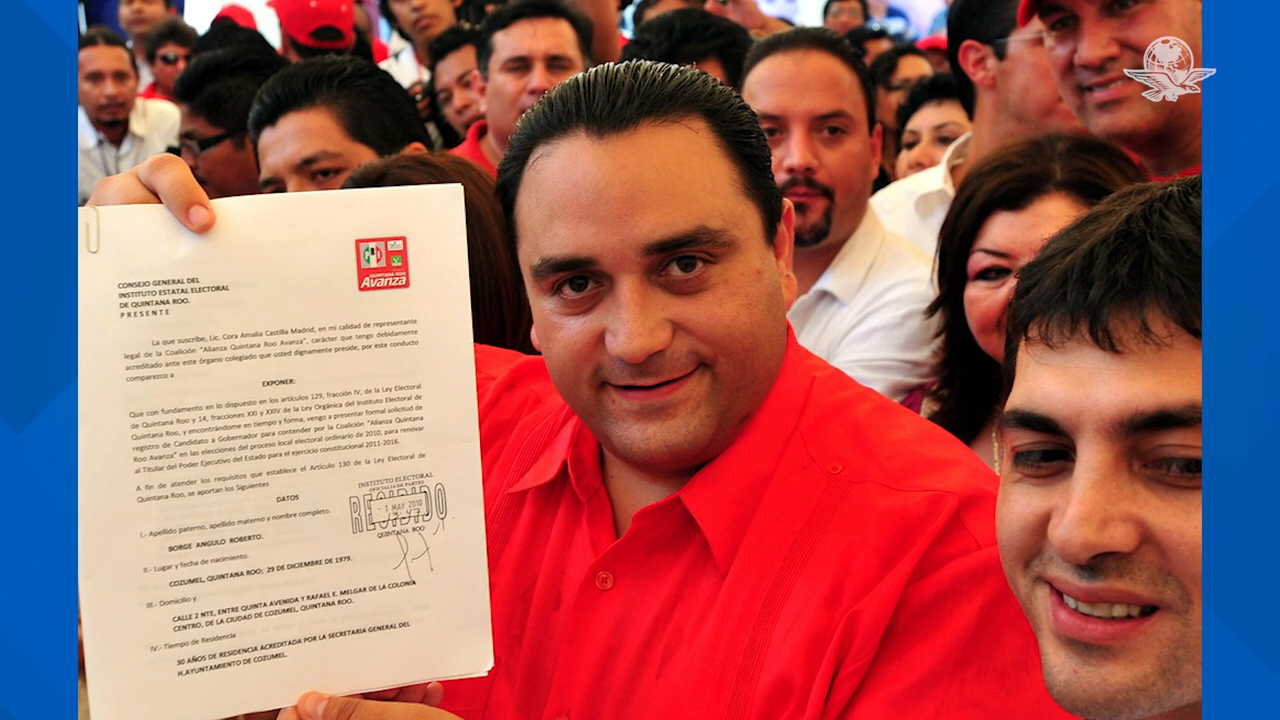 PRI
QUINTANA ROO
Avanza
CONSEJO GENERAL DEL
INSTITUTO ESTATAL ELECTORAL
DE QUINTANA ROO.
P R E S E N T E
La que suscribe, Lic. Cora Amalia Castilla Madrid, en mi calidad de representante
legal de la Coalición "Alianza Quintana Roo Avanza", carácter que tengo debidamente
acreditado ante este órgano colegiado que usted dignamente preside, por este conducto
comparezco a
EXPONER:
Que con fundamento en lo dispuesto en los artículos 129, fracción IV, de la Ley Electoral
de Quintana Roo y 14, fracciones XXI y XXIV de la Ley Orgánica del Instituto Electoral de
Quintana Roo, y encontrándome en tiempo y forma, vengo a presentar formal solicitud de
registro de Candidato a Gobernador para contender por la Coalición "Alianza Quintana
Roo Avanza" en las elecciones del proceso local electoral ordinario de 2010, para renovar
al Titular del Poder Ejecutivo del Estado para el ejercicio constitucional 2011-2016.
A fin de atender los requisitos que establece el Artículo 130 de la Ley Electoral de
Quintana Roo, se aportan los Siguientes
DATOS
INSTITUTO ELECTORAL
OFICIALIA DE PARTES
RECIBIDO
- 1 MAY 2010
QUINTANA ROO
I.- Apellido paterno, apellido materno y nombre completo.
BORGE ANGULO ROBERTO.
II.- Lugar y fecha de nacimiento.
COZUMEL, QUINTANA ROO; 29 DE DICIEMBRE DE 1979.
III.- Domicilio y.
CALLE 2 NTE, ENTRE QUINTA AVENIDA Y RAFAEL E. MELGAR DE LA COLONIA
CENTRO, DE LA CIUDAD DE COZUMEL, QUINTANA ROO.
IV.- Tiempo de Residencia
30 AÑOS DE RESIDENCIA ACREDITADA POR LA SECRETARIA GENERAL DEL
H.AYUNTAMIENTO DE COZUMEL.